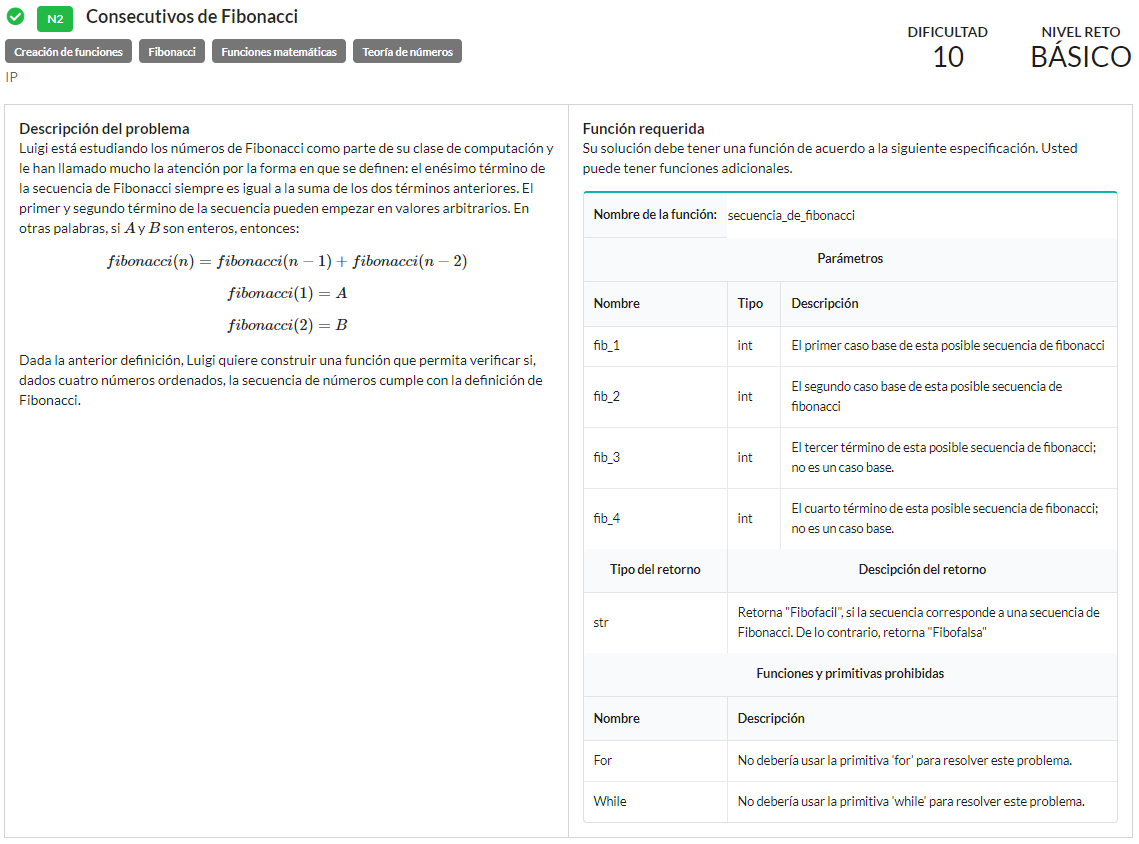 N2 Consecutivos de Fibonacci
Creación de funciones Fibonacci Funciones matemáticas Teoría de números
IP
DIFICULTAD
10
NIVEL RETO
BÁSICO
Descripción del problema
Luigi está estudiando los números de Fibonacci como parte de su clase de computación y
le han llamado mucho la atención por la forma en que se definen: el enésimo término de
la secuencia de Fibonacci siempre es igual a la suma de los dos términos anteriores. El
primer y segundo término de la secuencia pueden empezar en valores arbitrarios. En
otras palabras, si A y B son enteros, entonces:
fibonacci(n) = fibonacci(n − 1) + fibonacci(n − 2)
fibonacci(1) = A
fibonacci(2) = B
Dada la anterior definición, Luigi quiere construir una función que permita verificar si,
dados cuatro números ordenados, la secuencia de números cumple con la definición de
Fibonacci.
Función requerida
Su solución debe tener una función de acuerdo a la siguiente especificación. Usted
puede tener funciones adicionales.
Nombre de la función: secuencia_de_fibonacci
Parámetros
Nombre Tipo Descripción
fib_1 int El primer caso base de esta posible secuencia de fibonacci
fib_2 int El segundo caso base de esta posible secuencia de
fibonacci
fib_3 int El tercer término de esta posible secuencia de fibonacci;
no es un caso base.
fib_4 int El cuarto término de esta posible secuencia de fibonacci;
no es un caso base.
Tipo del retorno Descipción del retorno
str Retorna "Fibofacil", si la secuencia corresponde a una secuencia de
Fibonacci. De lo contrario, retorna "Fibofalsa"
Funciones y primitivas prohibidas
Nombre Descripción
For No debería usar la primitiva 'for' para resolver este problema.
While No debería usar la primitiva 'while' para resolver este problema.